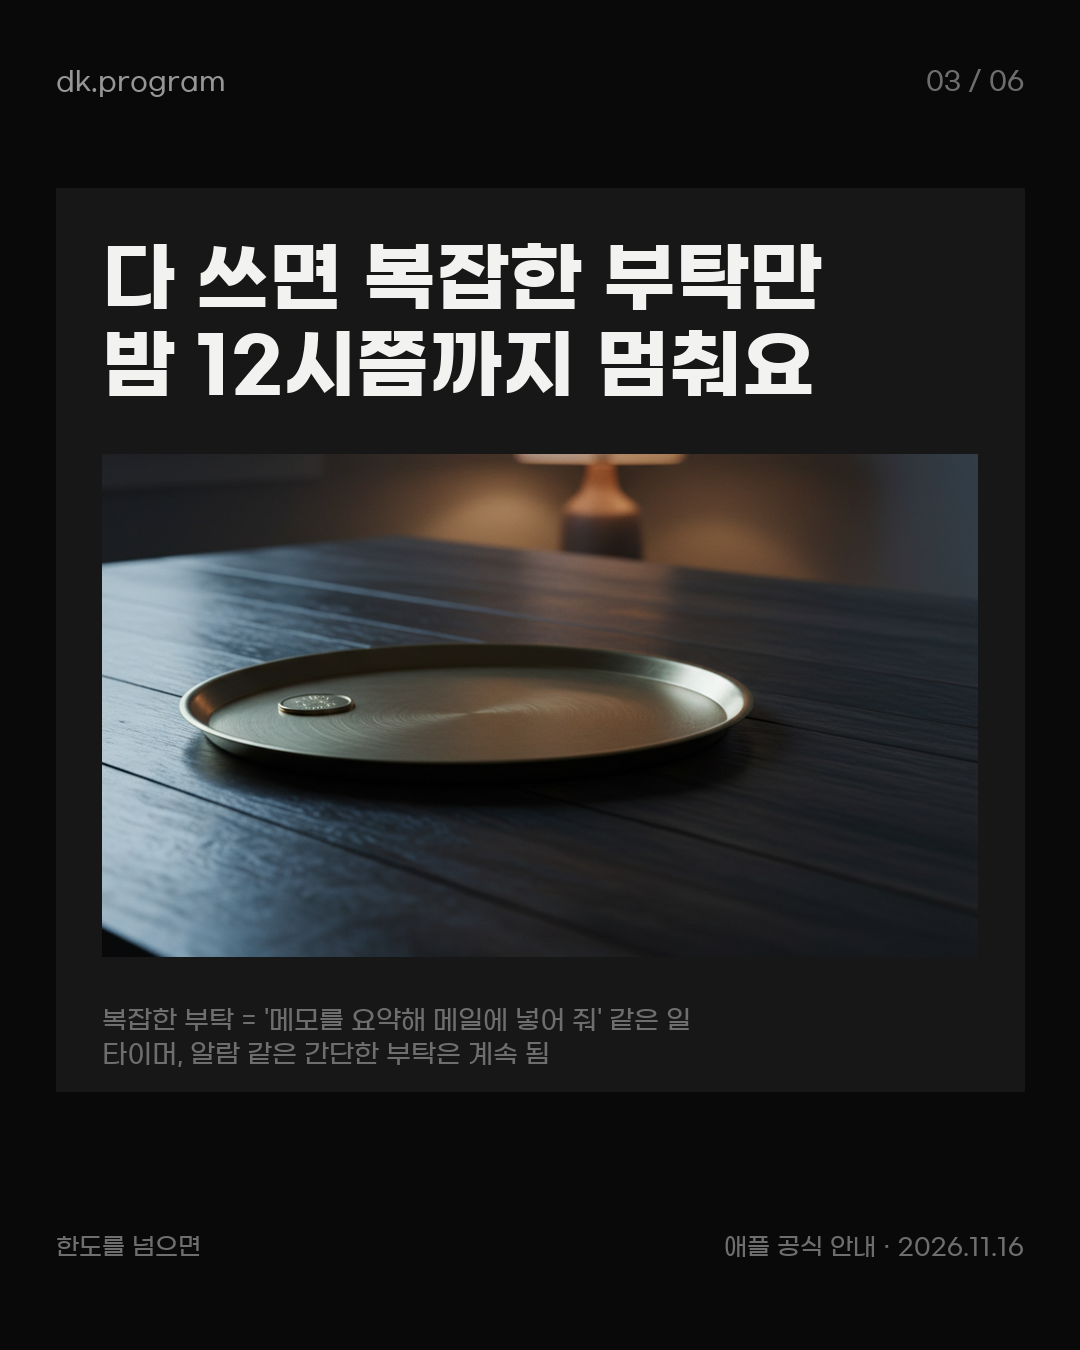 dk.program
03 / 06
다 쓰면 복잡한 부탁만
밤 12시쯤까지 멈춰요
복잡한 부탁 = '메모를 요약해 메일에 넣어 줘' 같은 일
타이머, 알람 같은 간단한 부탁은 계속 됨
한도를 넘으면
애플 공식 안내 · 2026.11.16